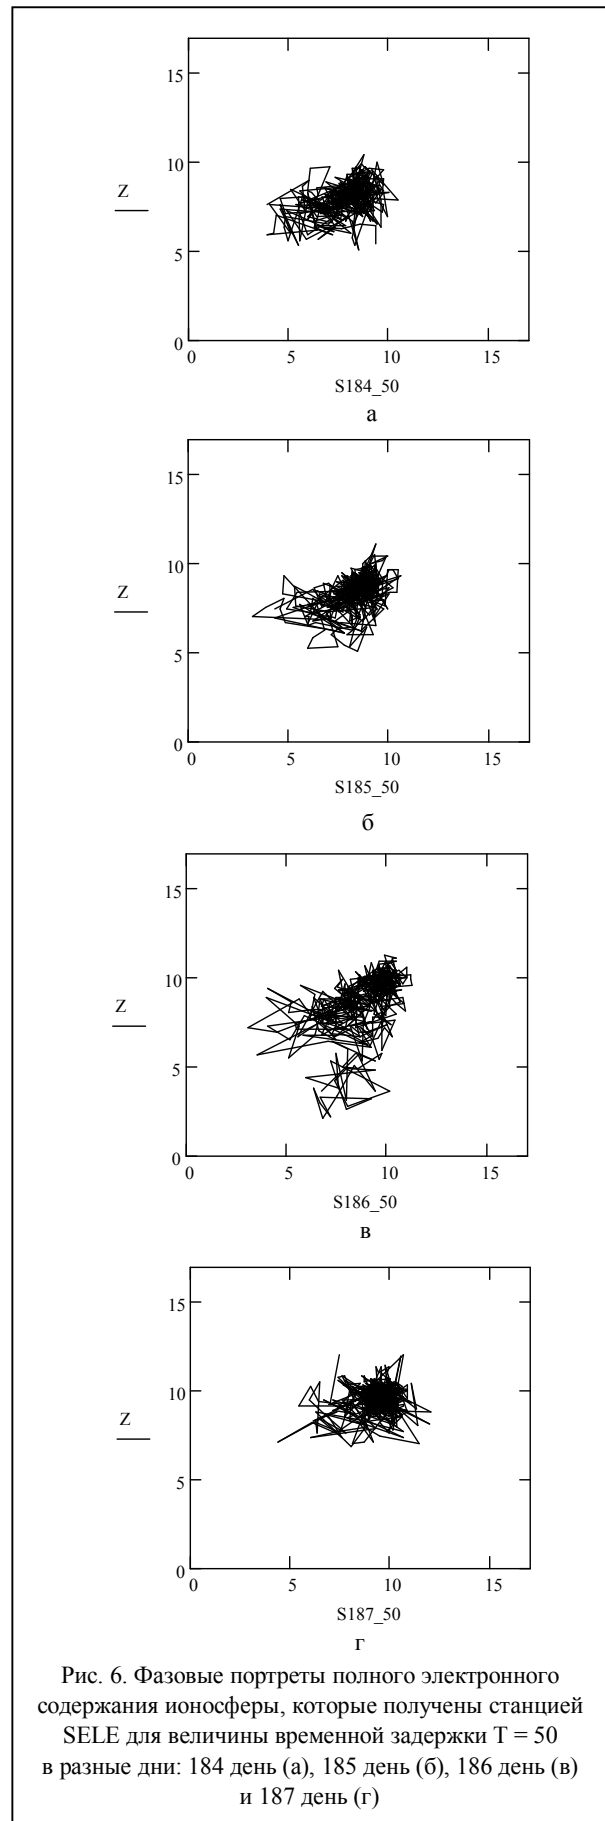 15
10
Z
5
0
0 5 10 15
S184_50
а
15
10
Z
5
0
0 5 10 15
S185_50
б
15
10
Z
5
0
0 5 10 15
S186_50
в
15
10
Z
5
0
0 5 10 15
S187_50
г
Рис. 6. Фазовые портреты полного электронного
содержания ионосферы, которые получены станцией
SELE для величины временной задержки T = 50
в разные дни: 184 день (а), 185 день (б), 186 день (в)
и 187 день (г)